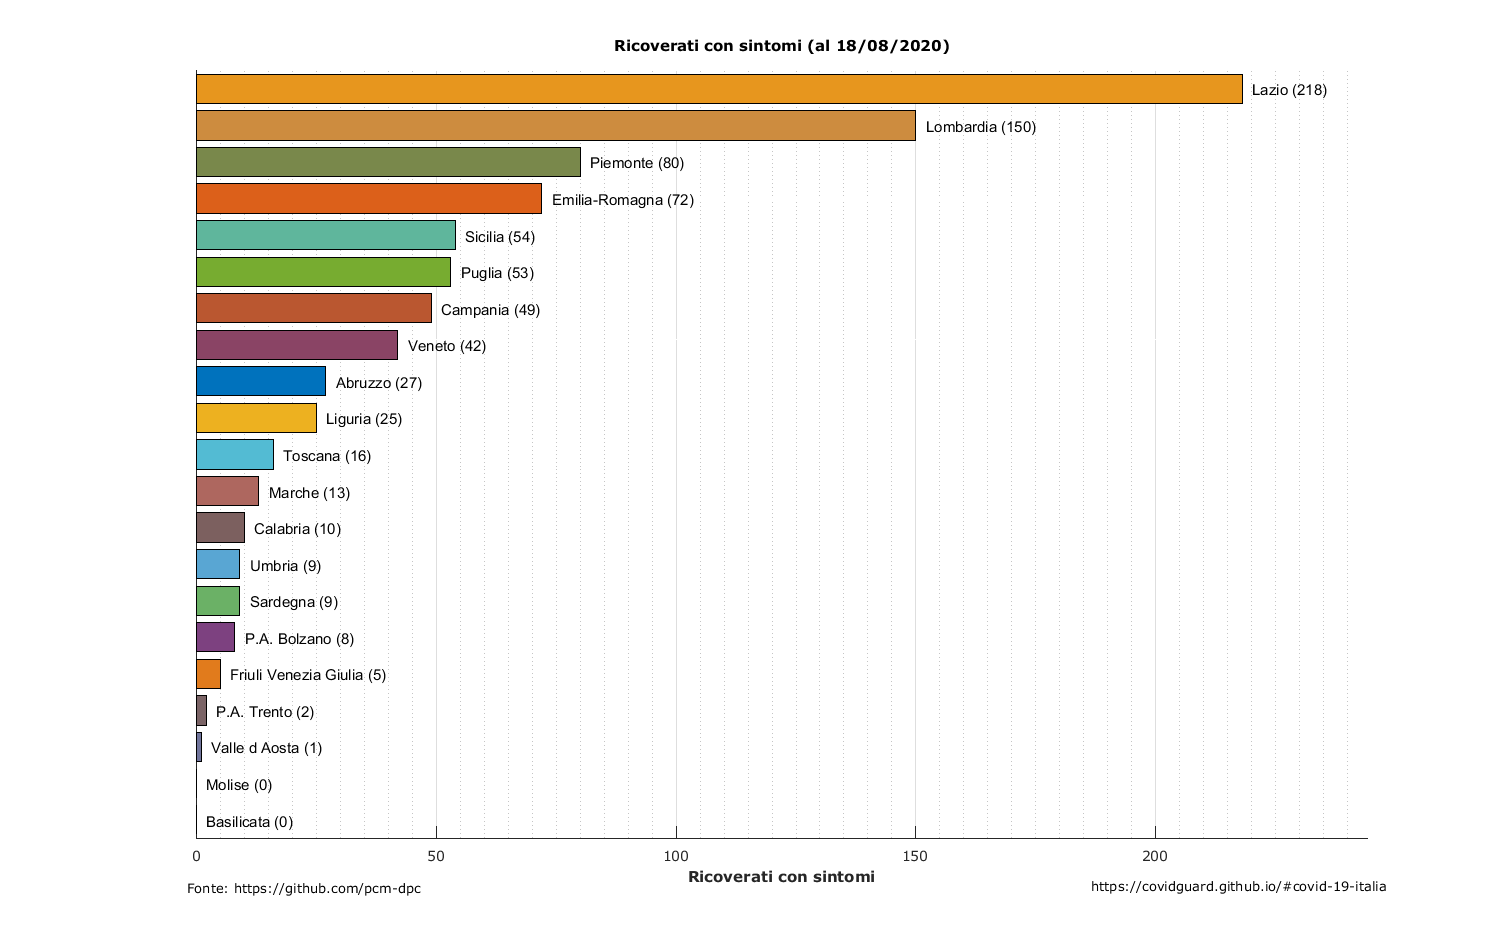 Ricoverati con sintomi (al 18/08/2020)
Lazio (218)
Lombardia (150)
Piemonte (80)
Emilia-Romagna (72)
Sicilia (54)
Puglia (53)
Campania (49)
Veneto (42)
Abruzzo (27)
Liguria (25)
Toscana (16)
Marche (13)
Calabria (10)
Umbria (9)
Sardegna (9)
P.A. Bolzano (8)
Friuli Venezia Giulia (5)
P.A. Trento (2)
Valle d Aosta (1)
Molise (0)
Basilicata (0)
0 50 100 150 200
Ricoverati con sintomi
Fonte: https://github.com/pcm-dpc
https://covidguard.github.io/#covid-19-italia